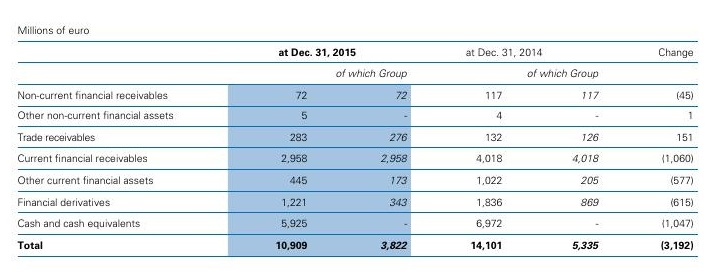 Millions of euro
at Dec. 31, 2015 at Dec. 31, 2014 Change
of which Group of which Group
Non-current financial receivables 72 72 117 117 (45)
Other non-current financial assets 5 - 4 - 1
Trade receivables 283 276 132 126 151
Current financial receivables 2,958 2,958 4,018 4,018 (1,060)
Other current financial assets 445 173 1,022 205 (577)
Financial derivatives 1,221 343 1,836 869 (615)
Cash and cash equivalents 5,925 - 6,972 - (1,047)
Total 10,909 3,822 14,101 5,335 (3,192)